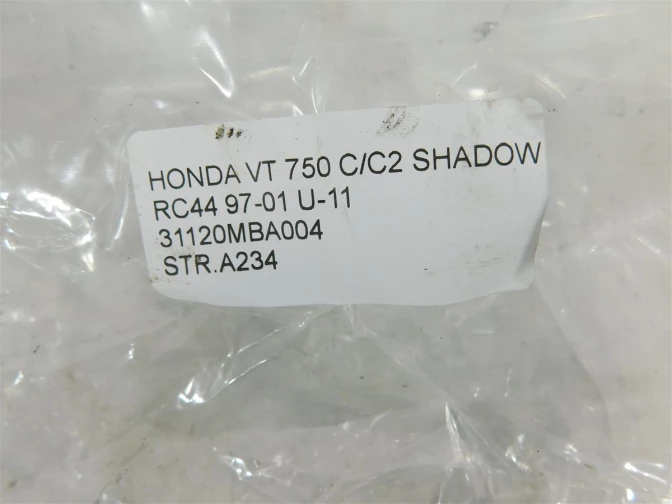 HONDA VT 750 C/C2 SHADOW
RC44 97-01 U-11
31120MBA004
STR.A234